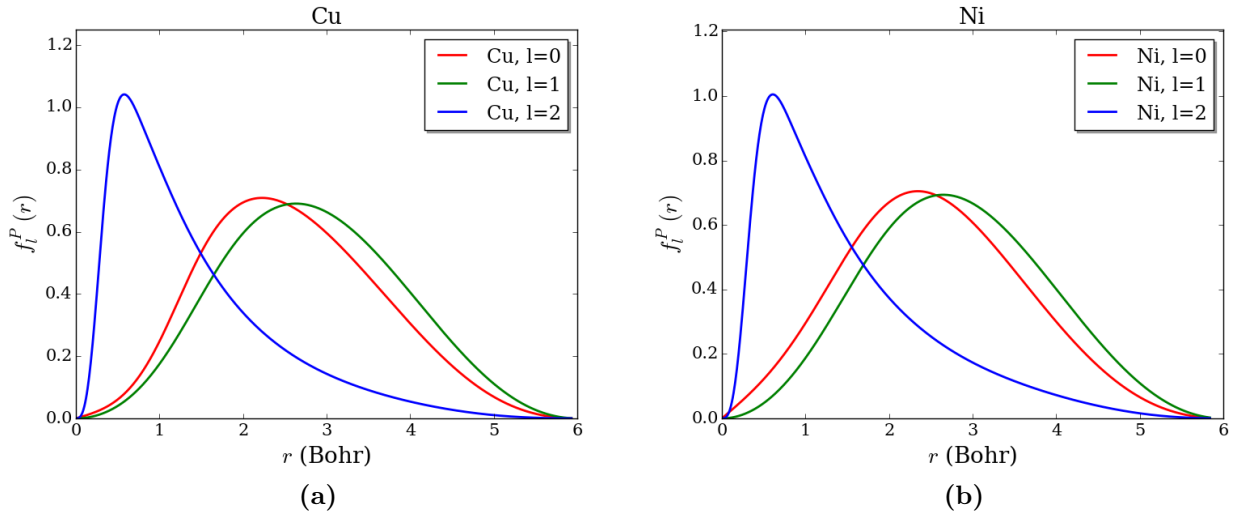 Cu
1.2
1.0
0.8
0.6
0.4
0.2
0.0
0 1 2 3 4 5 6
f_l^P(r)
r (Bohr)
Cu, l=0
Cu, l=1
Cu, l=2
(a)
Ni
1.2
1.0
0.8
0.6
0.4
0.2
0.0
0 1 2 3 4 5 6
f_l^P(r)
r (Bohr)
Ni, l=0
Ni, l=1
Ni, l=2
(b)